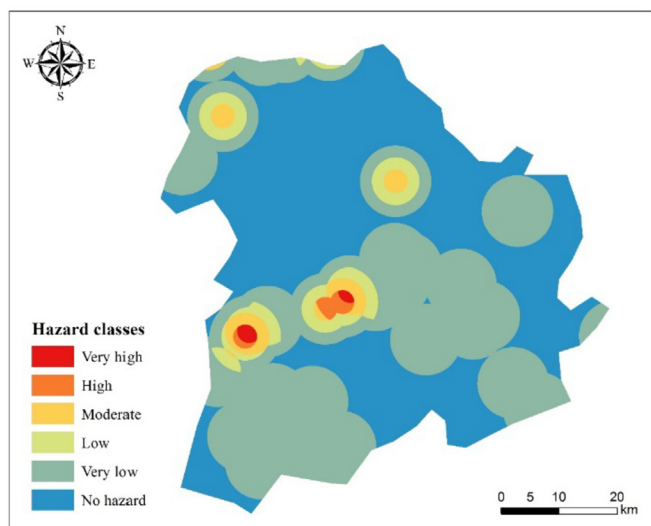 N
W E
S
Hazard classes
Very high
High
Moderate
Low
Very low
No hazard
0 5 10 20
km